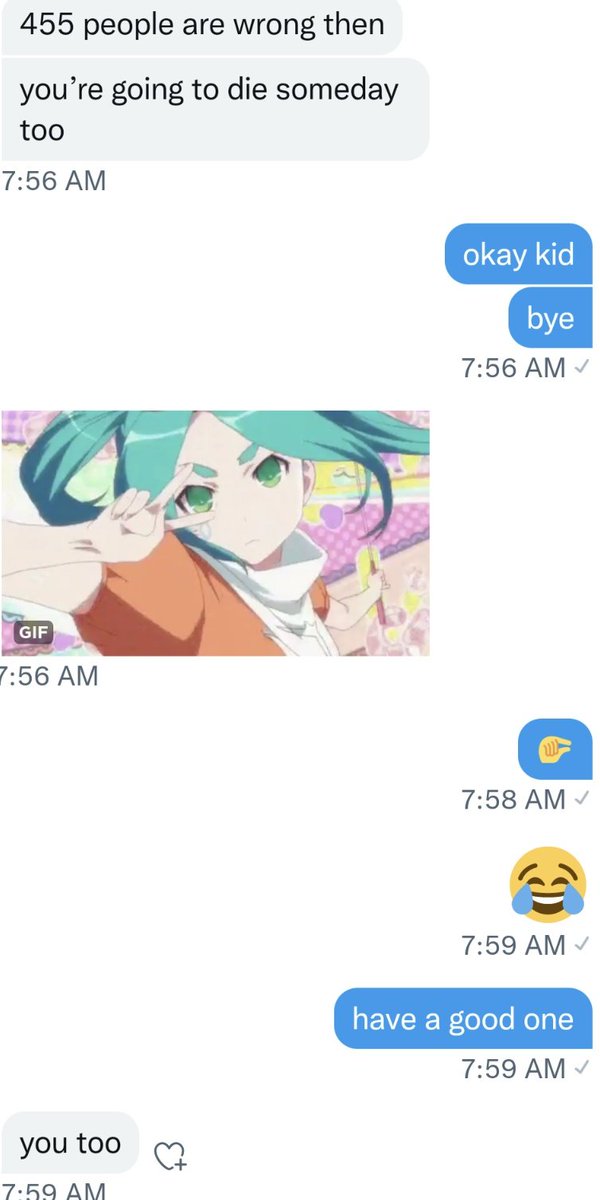 455 people are wrong then
you’re going to die someday
too
7:56 AM
okay kid
bye
7:56 AM ✓
GIF
7:56 AM
🤏
7:58 AM ✓
😂
7:59 AM ✓
have a good one
7:59 AM ✓
you too
7:59 AM